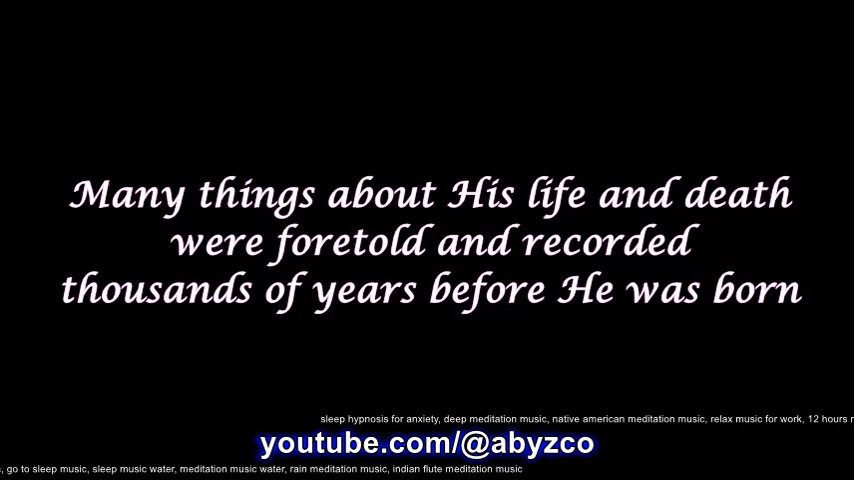 Many things about His life and death
were foretold and recorded
thousands of years before He was born
sleep hypnosis for anxiety, deep meditation music, native american meditation music, relax music for work, 12 hours
youtube.com/@abyzco
, go to sleep music, sleep music water, meditation music water, rain meditation music, indian flute meditation music